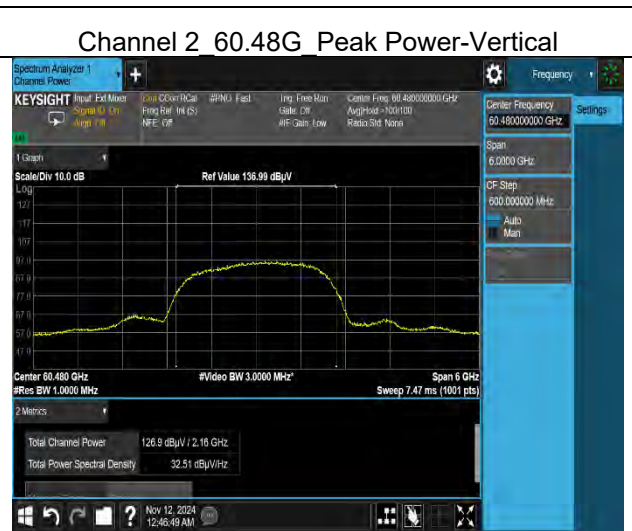 Channel 2_60.48G_Peak Power-Vertical
Spectrum Analyzer 1
Channel Power
Frequency
KEYSIGHT Input: Ext Mixer
Signal ID: On
Align: Off
CCorr RCal
Freq Ref: Int (S)
NFE: Off
#PNO: Fast
Trig: Free Run
Gate: Off
#IF Gain: Low
Center Freq: 60.480000000 GHz
Avg|Hold:>100/100
Radio Std: None
Center Frequency
60.480000000 GHz
Settings
Span
6.0000 GHz
CF Step
600.000000 MHz
Auto
Man
1 Graph
Scale/Div 10.0 dB
Ref Value 136.99 dBµV
Log
127
117
107
97.0
87.0
77.0
67.0
57.0
47.0
Center 60.480 GHz
#Video BW 3.0000 MHz*
Span 6 GHz
#Res BW 1.0000 MHz
Sweep 7.47 ms (1001 pts)
2 Metrics
Total Channel Power 126.9 dBµV / 2.16 GHz
Total Power Spectral Density 32.51 dBµV/Hz
?
Nov 12, 2024
12:46:49 AM